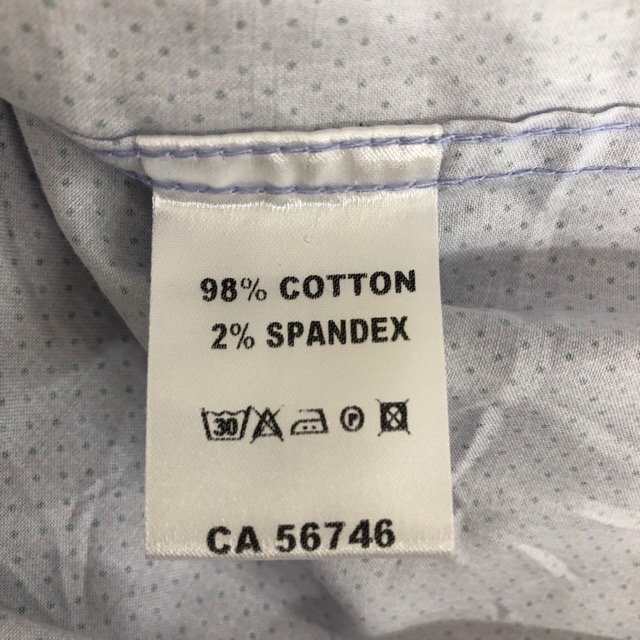 98% COTTON
2% SPANDEX
30 P
CA 56746